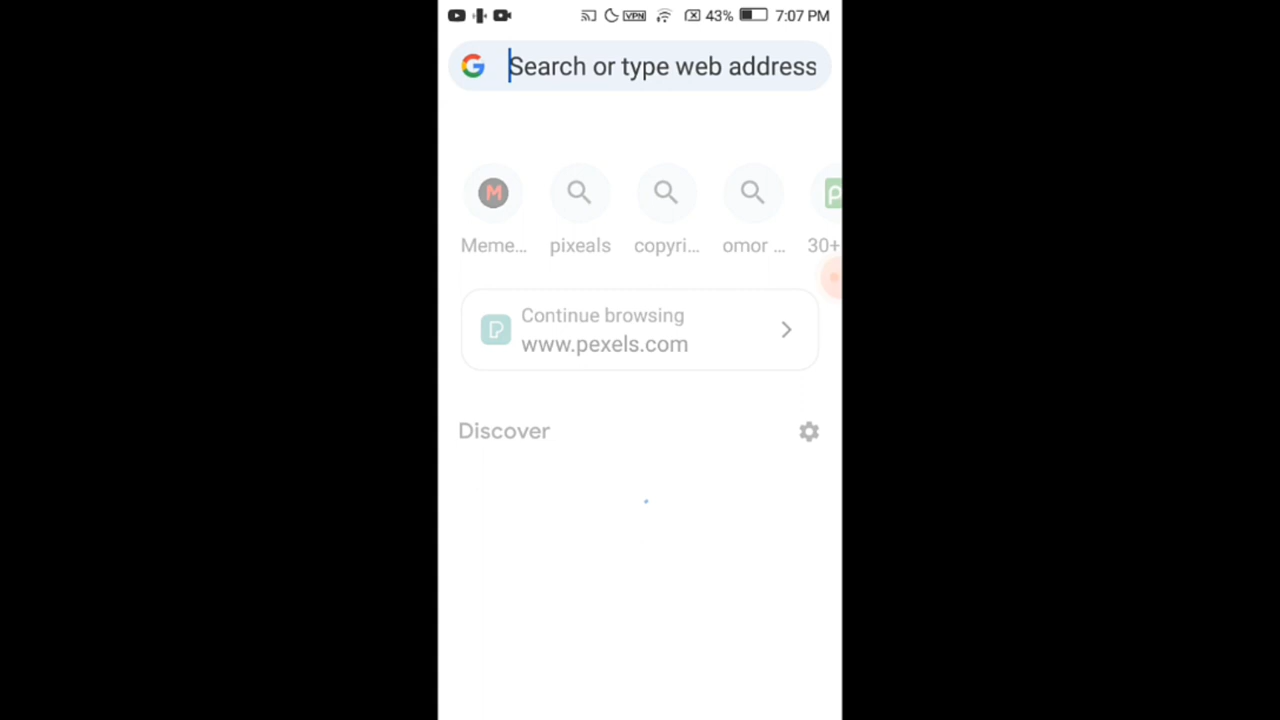 VPN 43% 7:07 PM
Search or type web address
Meme... pixeals copyri... omor ... 30+
Continue browsing
www.pexels.com
Discover